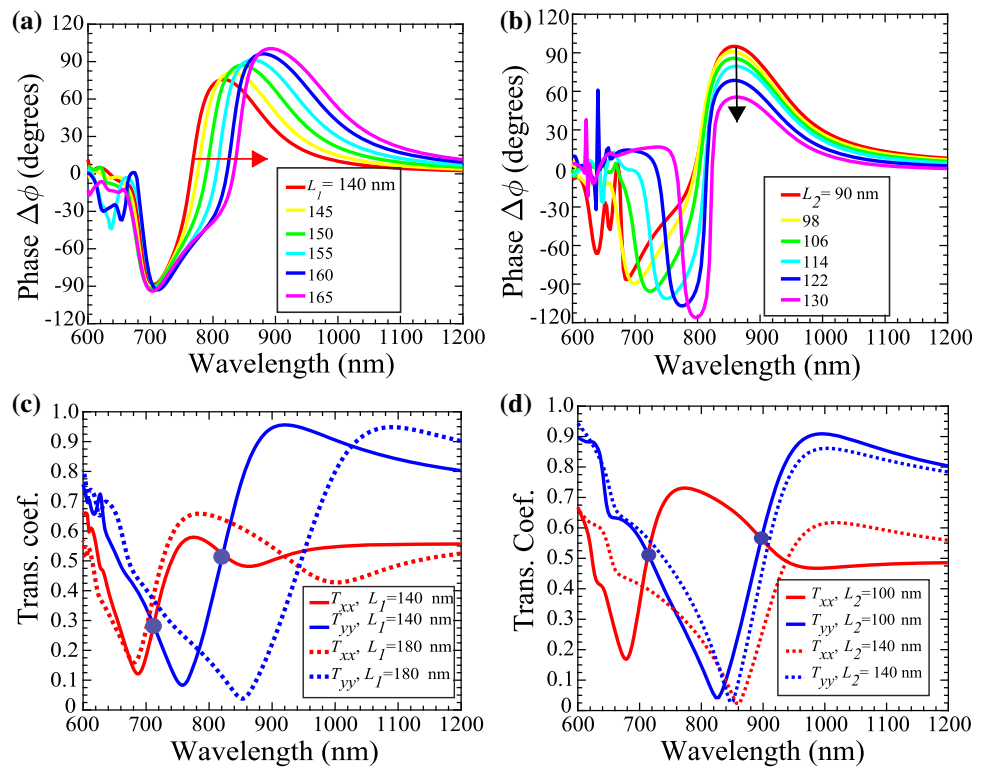 (a)
120
90
60
30
0
-30
-60
-90
-120
Phase Δϕ (degrees)
L1= 140 nm
145
150
155
160
165
600 700 800 900 1000 1100 1200
Wavelength (nm)
(b)
120
90
60
30
0
-30
-60
-90
-120
Phase Δϕ (degrees)
L2= 90 nm
98
106
114
122
130
600 700 800 900 1000 1100 1200
Wavelength (nm)
(c)
1.0
0.9
0.8
0.7
0.6
0.5
0.4
0.3
0.2
0.1
0
Trans. coef.
Txx, L1=140 nm
Tyy, L1=140 nm
Txx, L1=180 nm
Tyy, L1=180 nm
600 700 800 900 1000 1100 1200
Wavelength (nm)
(d)
1.0
0.9
0.8
0.7
0.6
0.5
0.4
0.3
0.2
0.1
0
Trans. Coef.
Txx, L2=100 nm
Tyy, L2=100 nm
Txx, L2=140 nm
Tyy, L2= 140 nm
600 700 800 900 1000 1100 1200
Wavelength (nm)